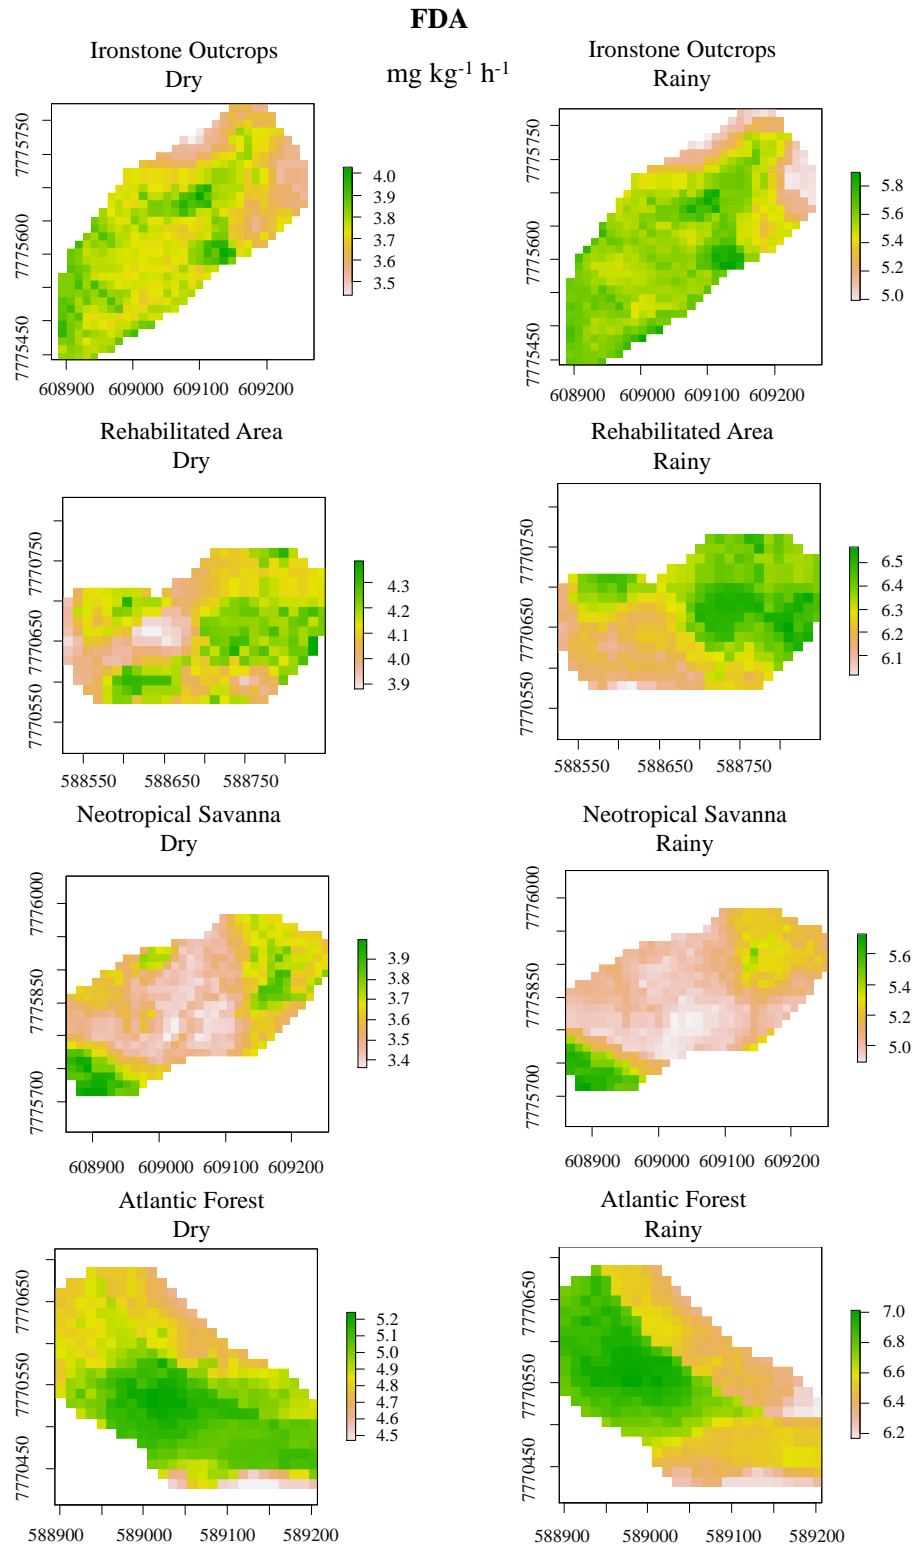 FDA
mg kg⁻¹ h⁻¹
Ironstone Outcrops
Dry
7775750
7775600
7775450
608900 609000 609100 609200
4.0
3.9
3.8
3.7
3.6
3.5
Ironstone Outcrops
Rainy
7775750
7775600
7775450
608900 609000 609100 609200
5.8
5.6
5.4
5.2
5.0
Rehabilitated Area
Dry
7770750
7770650
7770550
588550 588650 588750
4.3
4.2
4.1
4.0
3.9
Rehabilitated Area
Rainy
7770750
7770650
7770550
588550 588650 588750
6.5
6.4
6.3
6.2
6.1
Neotropical Savanna
Dry
7776000
7775850
7775700
608900 609000 609100 609200
3.9
3.8
3.7
3.6
3.5
3.4
Neotropical Savanna
Rainy
7776000
7775850
7775700
608900 609000 609100 609200
5.6
5.4
5.2
5.0
Atlantic Forest
Dry
7770650
7770550
7770450
588900 589000 589100 589200
5.2
5.1
5.0
4.9
4.8
4.7
4.6
4.5
Atlantic Forest
Rainy
7770650
7770550
7770450
588900 589000 589100 589200
7.0
6.8
6.6
6.4
6.2